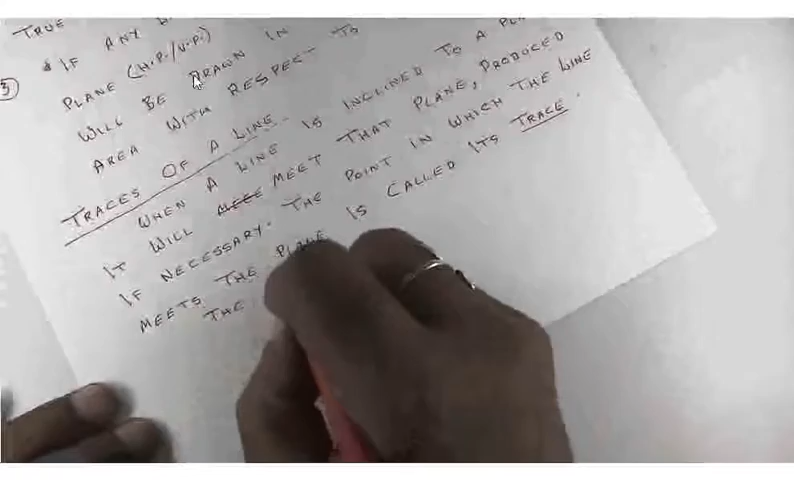 TRUE
③ * IF ANY
PLANE (H.P./V.P.)
WILL BE DRAWN IN
AREA WITH RESPECT TO
TRACES OF A LINE -
WHEN A LINE IS INCLINED TO A
IT WILL MEET THAT PLANE, PRODUCED
IF NECESSARY. THE POINT IN WHICH THE LINE
MEETS THE PLANE IS CALLED ITS TRACE.
THE